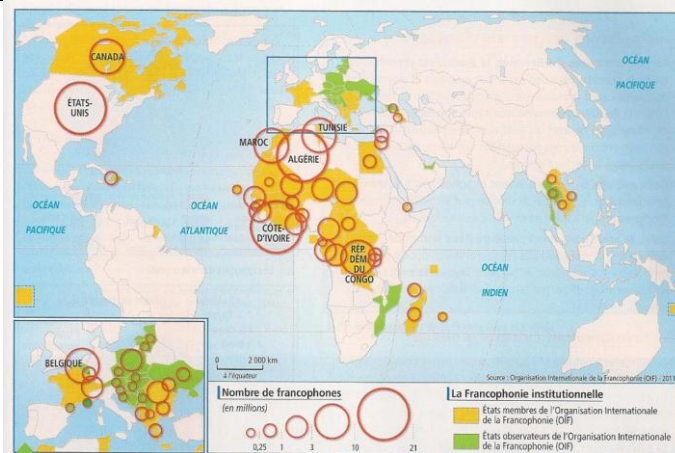 CANADA
ÉTATS-
UNIS
OCÉAN
PACIFIQUE
MAROC
TUNISIE
ALGÉRIE
OCÉAN
PACIFIQUE
OCÉAN
ATLANTIQUE
CÔTE-
D'IVOIRE
RÉP.
DÉM.
DU
CONGO
OCÉAN
INDIEN
BELGIQUE
0 2 000 km
à l'équateur
Source : Organisation Internationale de la Francophonie (OIF) - 2011
Nombre de francophones
(en millions)
0,25 1 3 10 21
La Francophonie institutionnelle
États membres de l'Organisation Internationale
de la Francophonie (OIF)
États observateurs de l'Organisation Internationale
de la Francophonie (OIF)